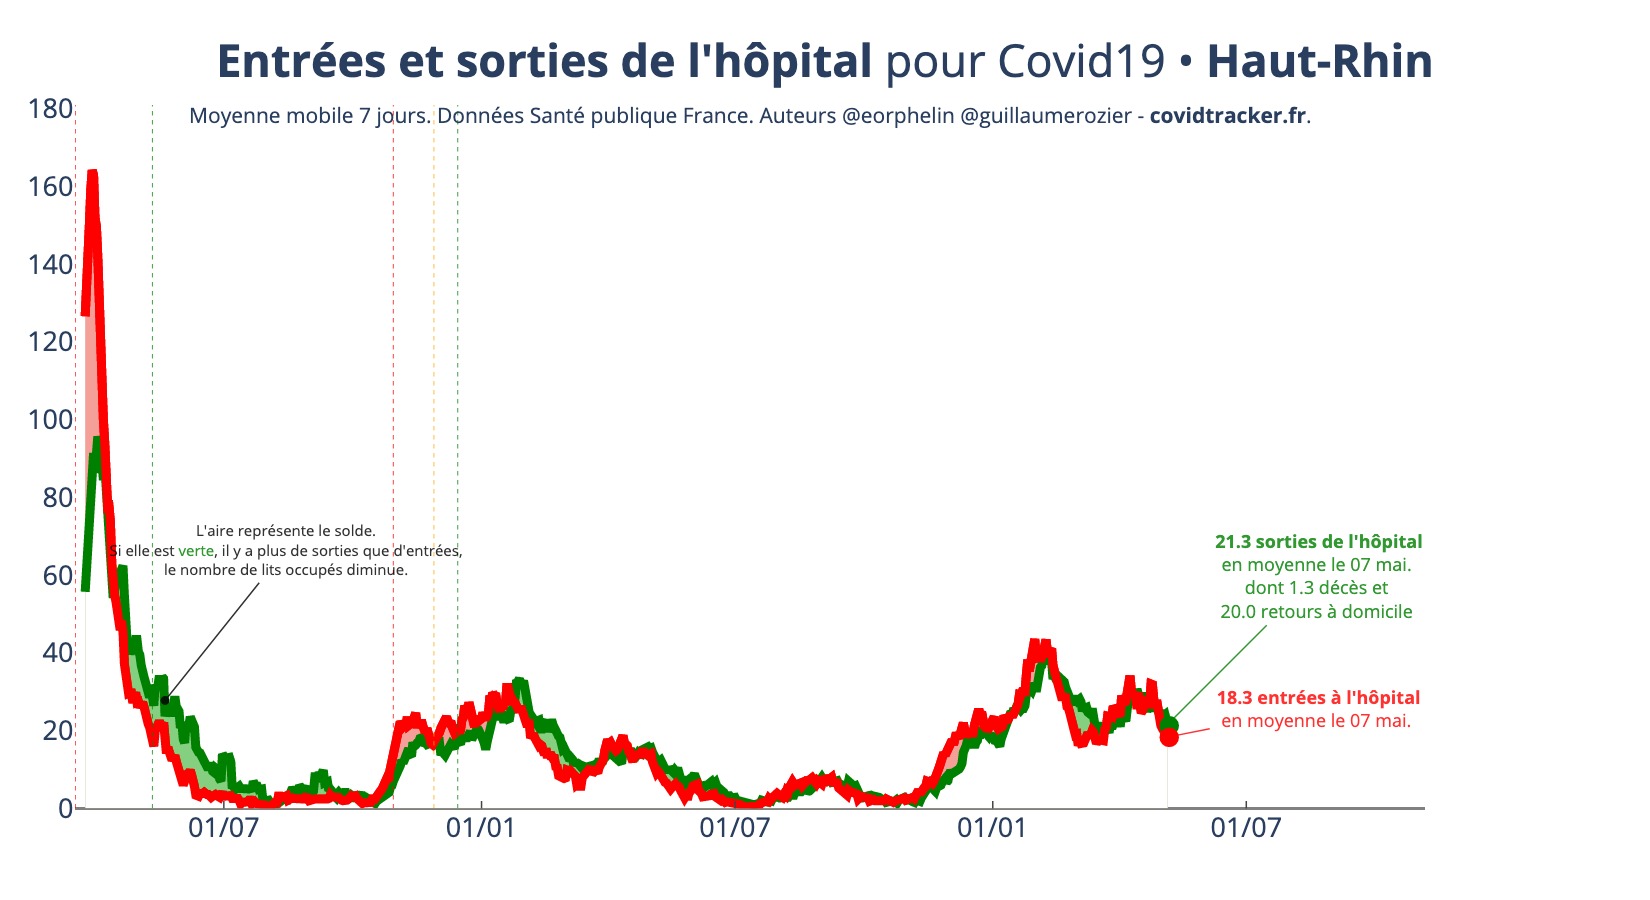 Entrées et sorties de l'hôpital pour Covid19 • Haut-Rhin
Moyenne mobile 7 jours. Données Santé publique France. Auteurs @eorphelin @guillaumerozier - covidtracker.fr.
180
160
140
120
100
80
60
40
20
0
L'aire représente le solde.
Si elle est verte, il y a plus de sorties que d'entrées,
le nombre de lits occupés diminue.
21.3 sorties de l'hôpital
en moyenne le 07 mai.
dont 1.3 décès et
20.0 retours à domicile
18.3 entrées à l'hôpital
en moyenne le 07 mai.
01/07
01/01
01/07
01/01
01/07